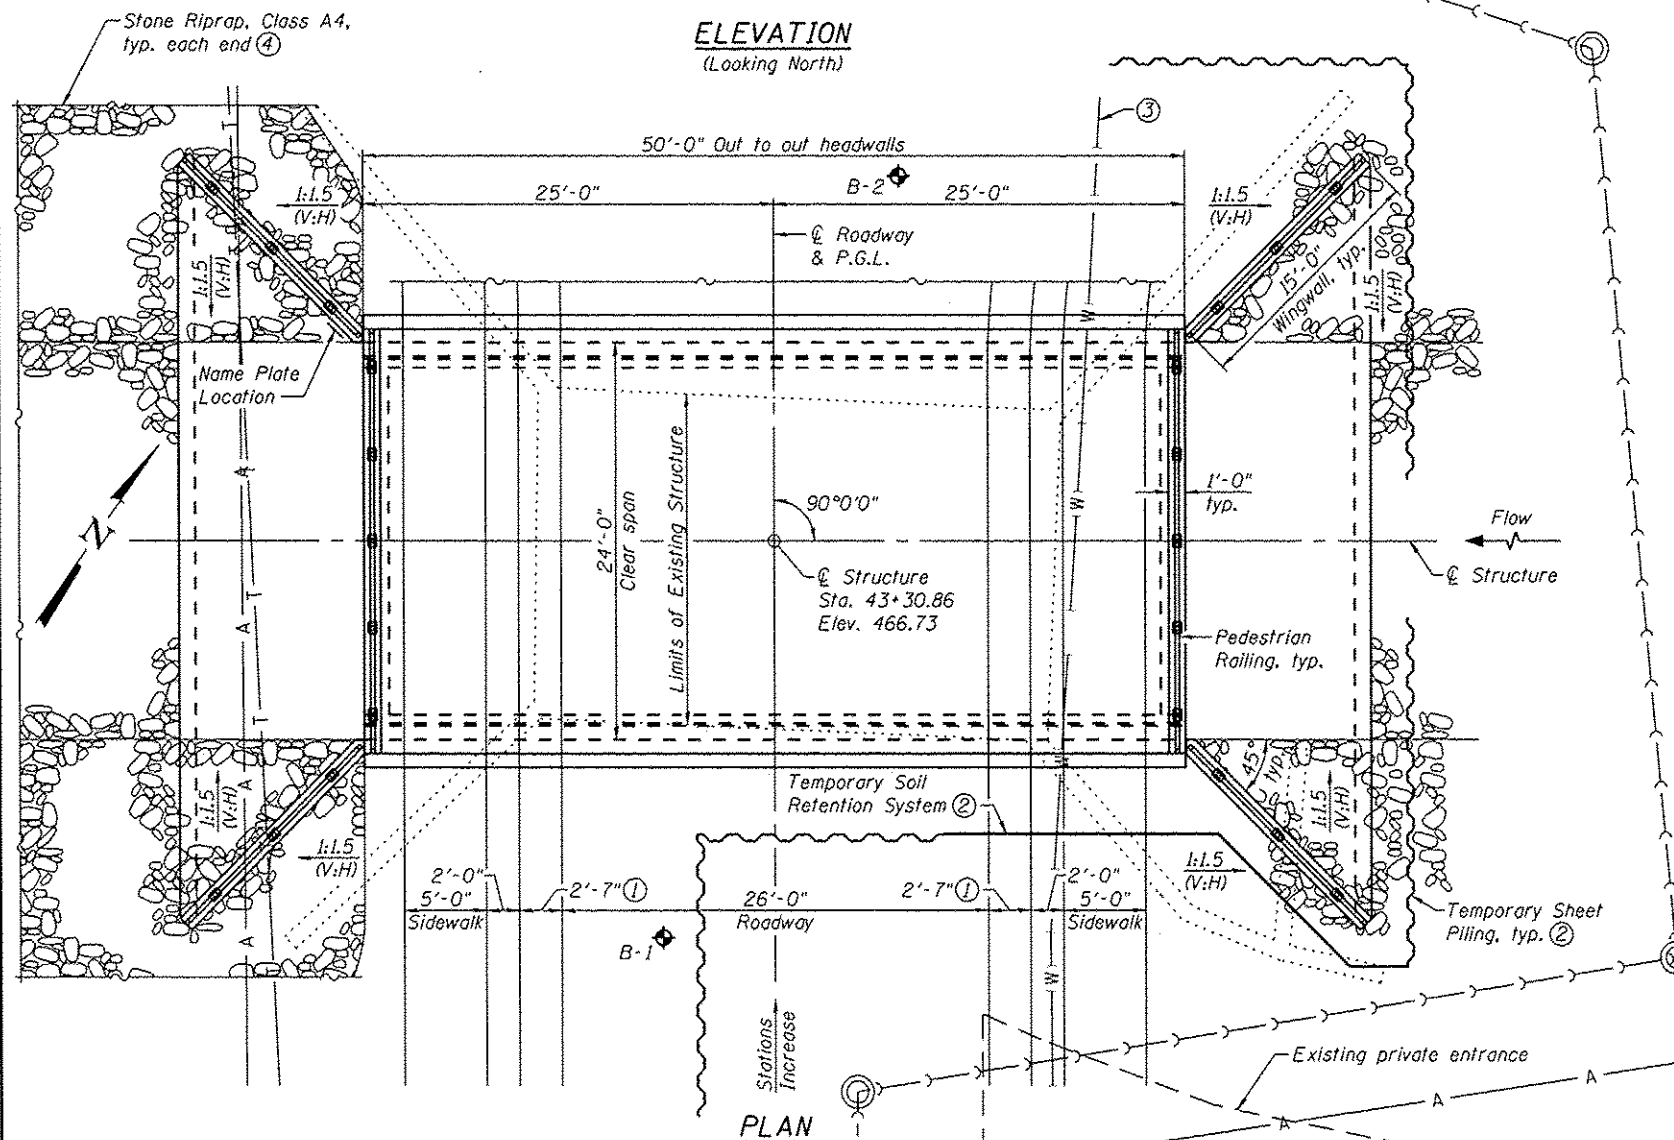 Stone Riprap, Class A4,
typ. each end ④
ELEVATION
(Looking North)
③
50'-0" Out to out headwalls
B-2
25'-0"
25'-0"
1:1.5
(V:H)
1:1.5
(V:H)
℄ Roadway
& P.G.L.
1:1.5
(V:H)
15'-0"
Wingwall, typ.
1:1.5
(V:H)
T
T
W
Name Plate
Location
A
A
T
N
24'-0"
Clear span
Limits of Existing Structure
90°0'0"
W
1'-0"
typ.
Flow
℄ Structure
℄ Structure
Sta. 43+30.86
Elev. 466.73
T
A
T
A
W
Pedestrian
Railing, typ.
Temporary Soil
Retention System ②
W
45°
typ.
1:1.5
(V:H)
1:1.5
(V:H)
1:1.5
(V:H)
1:1.5
(V:H)
A
A
T
2'-0"
5'-0"
Sidewalk
2'-7" ①
26'-0"
Roadway
2'-7" ①
2'-0"
5'-0"
Sidewalk
Temporary Sheet
Piling, typ. ②
B-1
W
W
Stations
Increase
Existing private entrance
A
A
A
PLAN